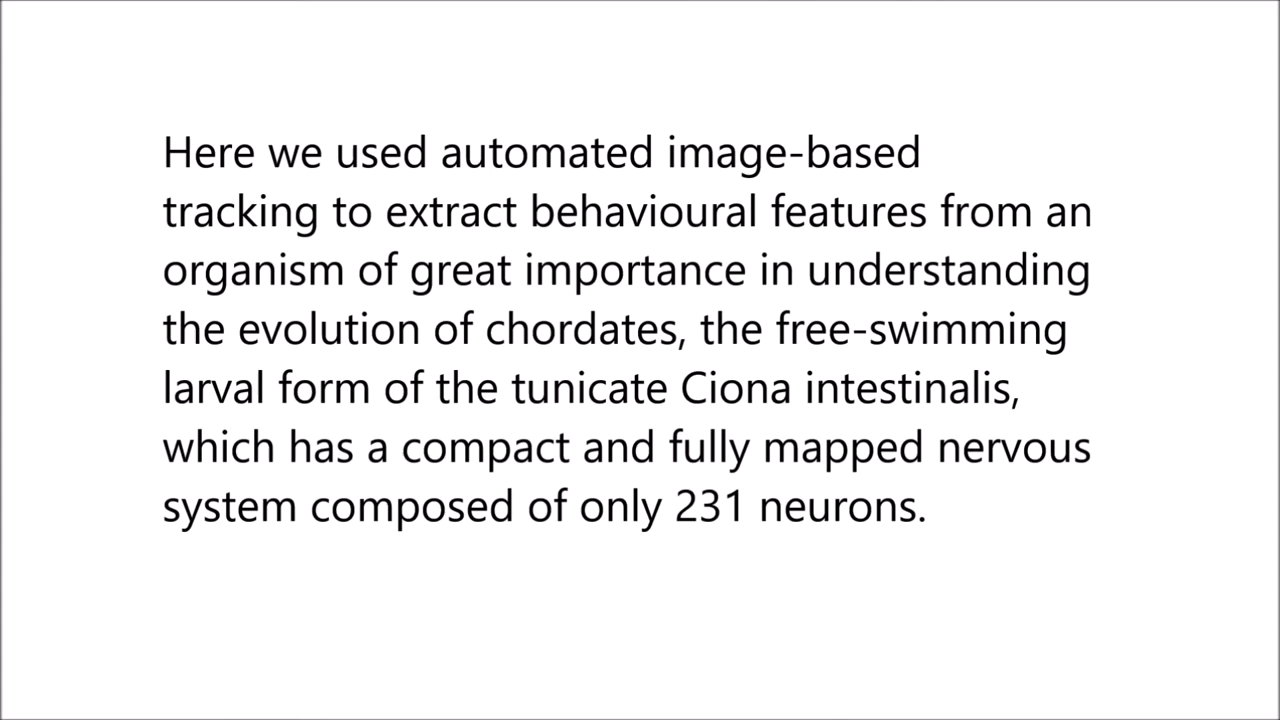 Here we used automated image-based
tracking to extract behavioural features from an
organism of great importance in understanding
the evolution of chordates, the free-swimming
larval form of the tunicate Ciona intestinalis,
which has a compact and fully mapped nervous
system composed of only 231 neurons.